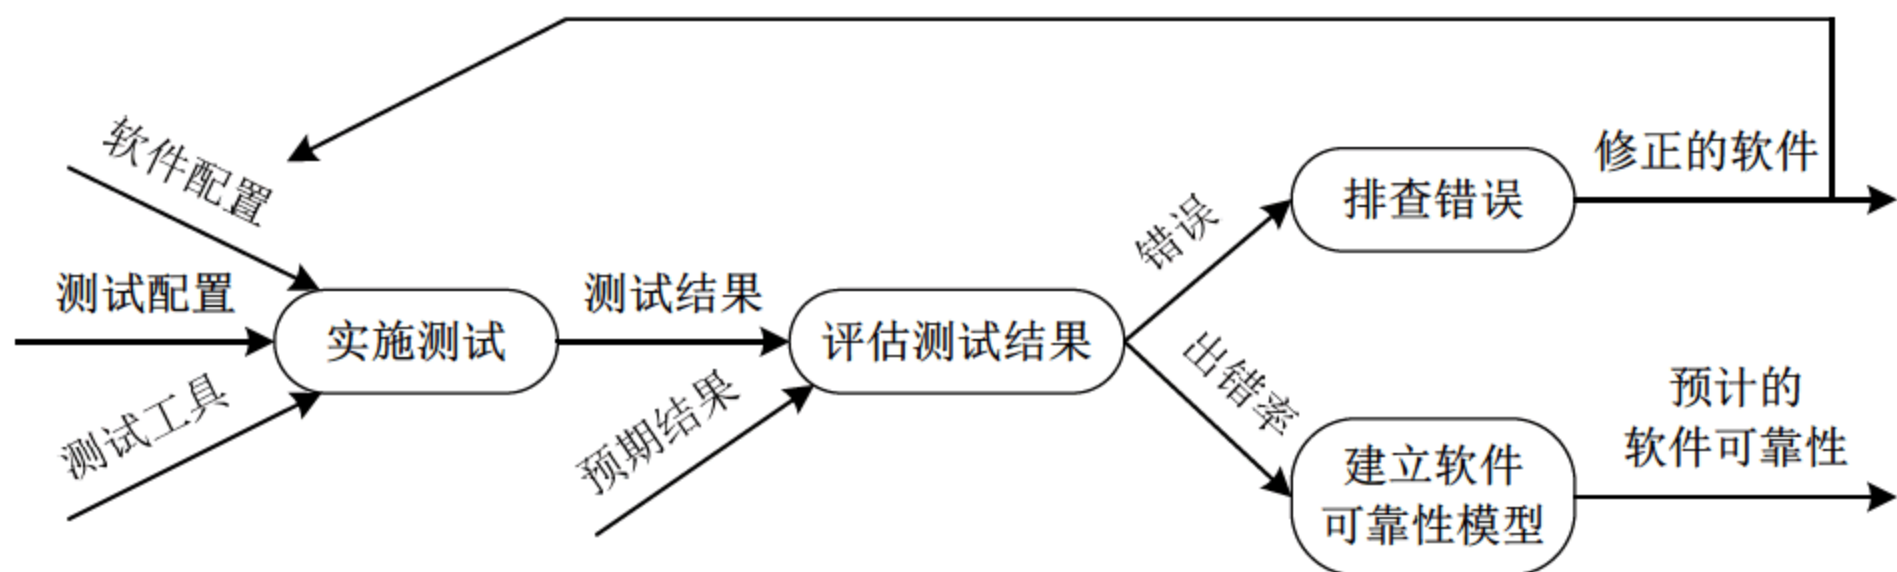 软件配置
测试配置
测试工具
实施测试
测试结果
预期结果
评估测试结果
错误
出错率
排查错误
修正的软件
建立软件
可靠性模型
预计的
软件可靠性